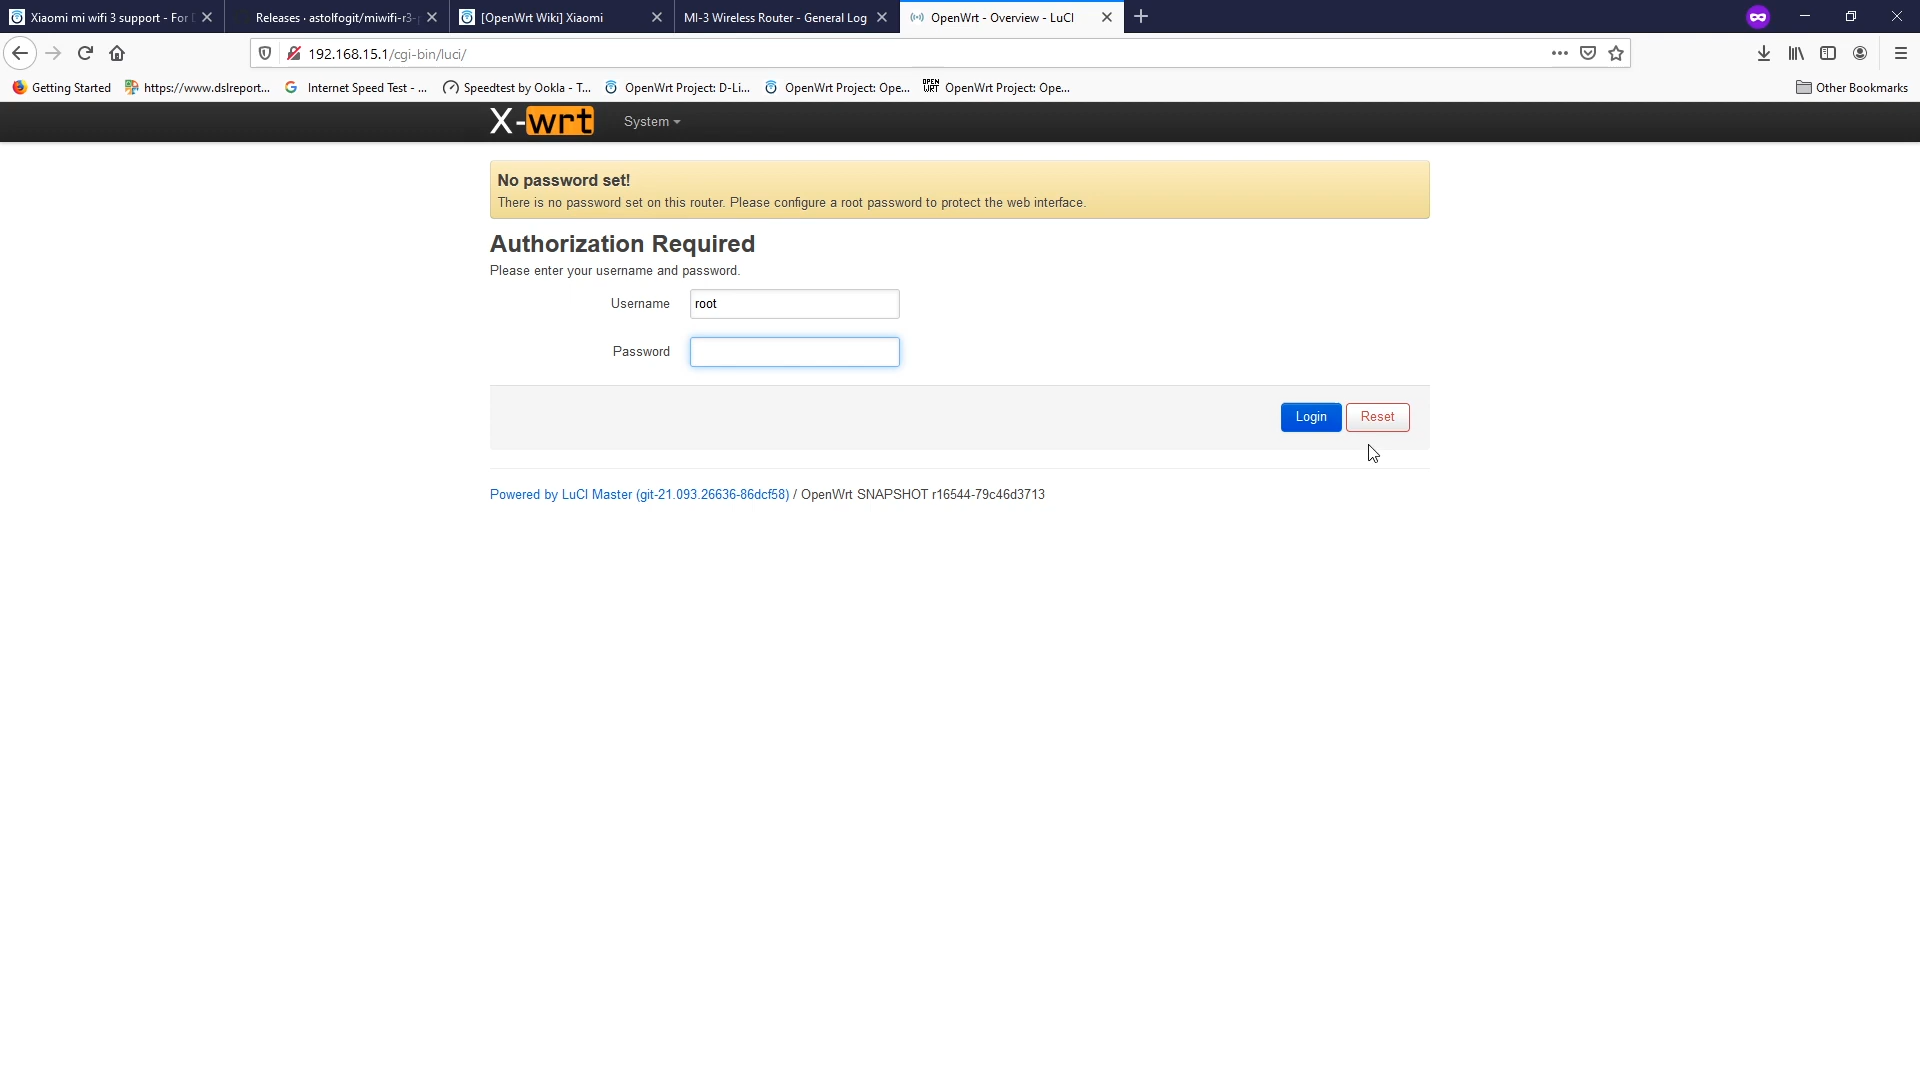 Xiaomi mi wifi 3 support - For D
Releases · astolfogit/miwifi-r3-
[OpenWrt Wiki] Xiaomi
MI-3 Wireless Router - General Log
OpenWrt - Overview - LuCI
192.168.15.1/cgi-bin/luci/
Getting Started
https://www.dslreport...
Internet Speed Test - ...
Speedtest by Ookla - T...
OpenWrt Project: D-Li...
OpenWrt Project: Ope...
OPEN WRT
OpenWrt Project: Ope...
Other Bookmarks
X-wrt
System
No password set!
There is no password set on this router. Please configure a root password to protect the web interface.
Authorization Required
Please enter your username and password.
Username
root
Password
Login
Reset
Powered by LuCI Master (git-21.093.26636-86dcf58) / OpenWrt SNAPSHOT r16544-79c46d3713